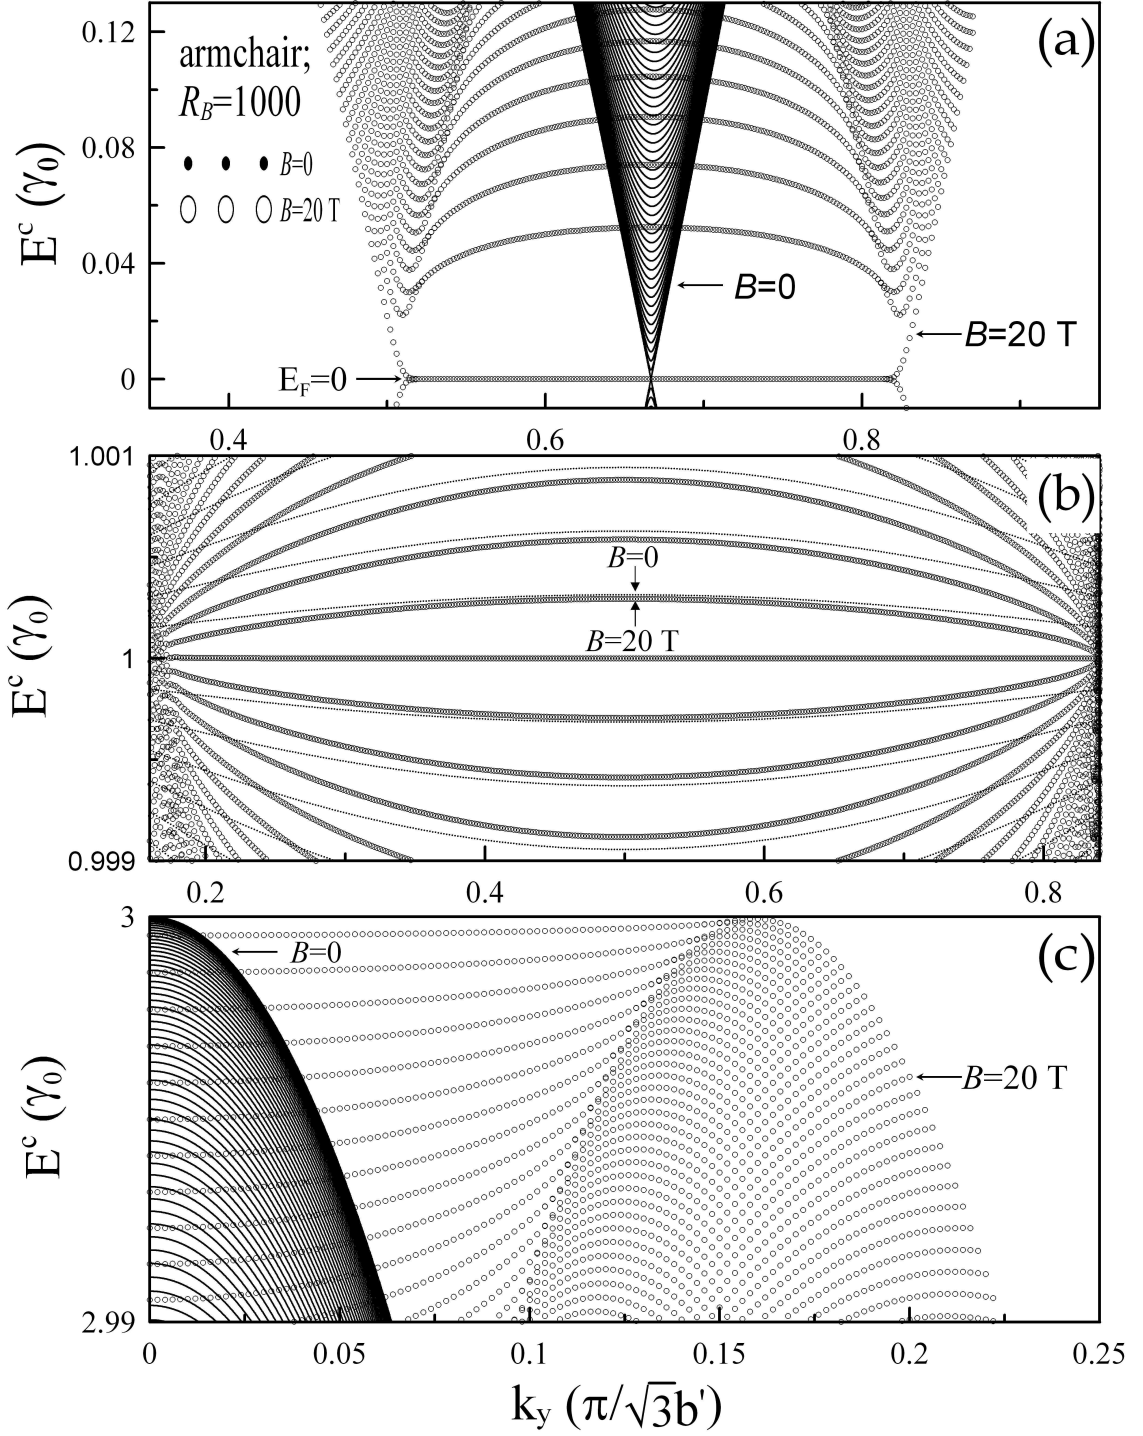 0.12
(a)
armchair;
R_B=1000
B=0
B=20 T
0.08
0.04
0
E^c (γ₀)
B=0
B=20 T
E_F=0
0.4 0.6 0.8
1.001
(b)
B=0
B=20 T
1
0.999
E^c (γ₀)
0.2 0.4 0.6 0.8
3
(c)
B=0
B=20 T
2.99
E^c (γ₀)
0 0.05 0.1 0.15 0.2 0.25
k_y (π/√3b')